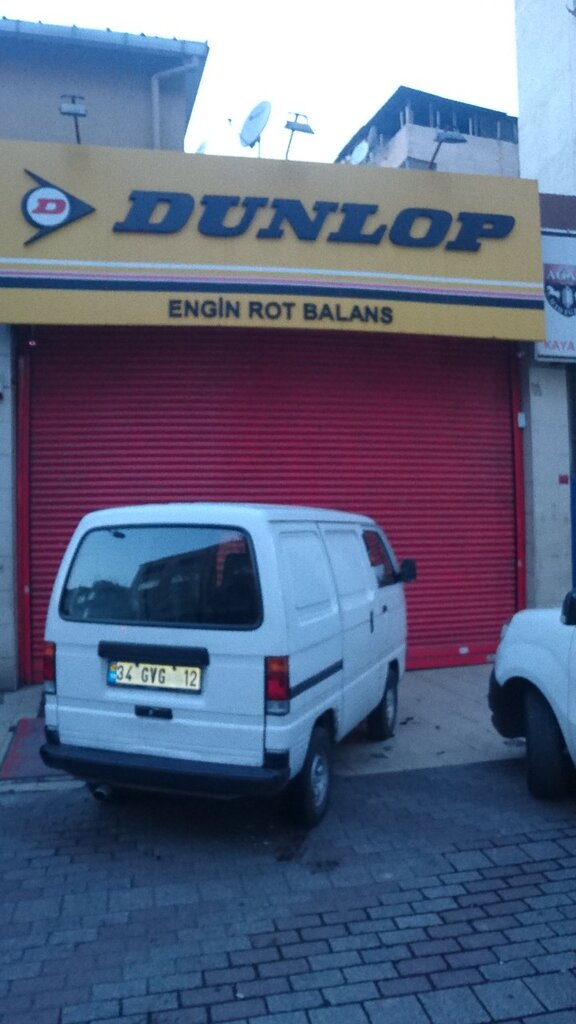 D DUNLOP
ENGİN ROT BALANS
KAYA
34 GVG 12